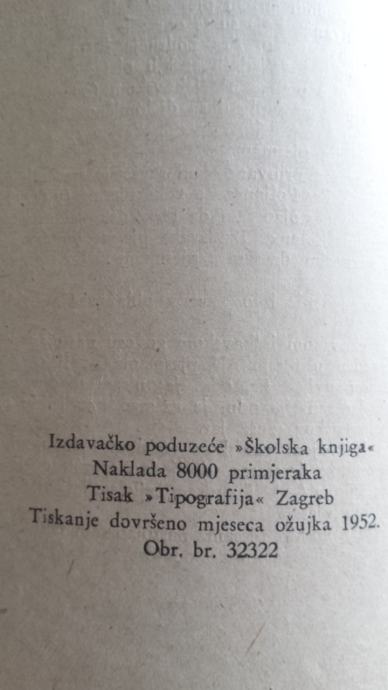 Izdavačko poduzeće »Školska knjiga«
Naklada 8000 primjeraka
Tisak »Tipografija« Zagreb
Tiskanje dovršeno mjeseca ožujka 1952.
Obr. br. 32322